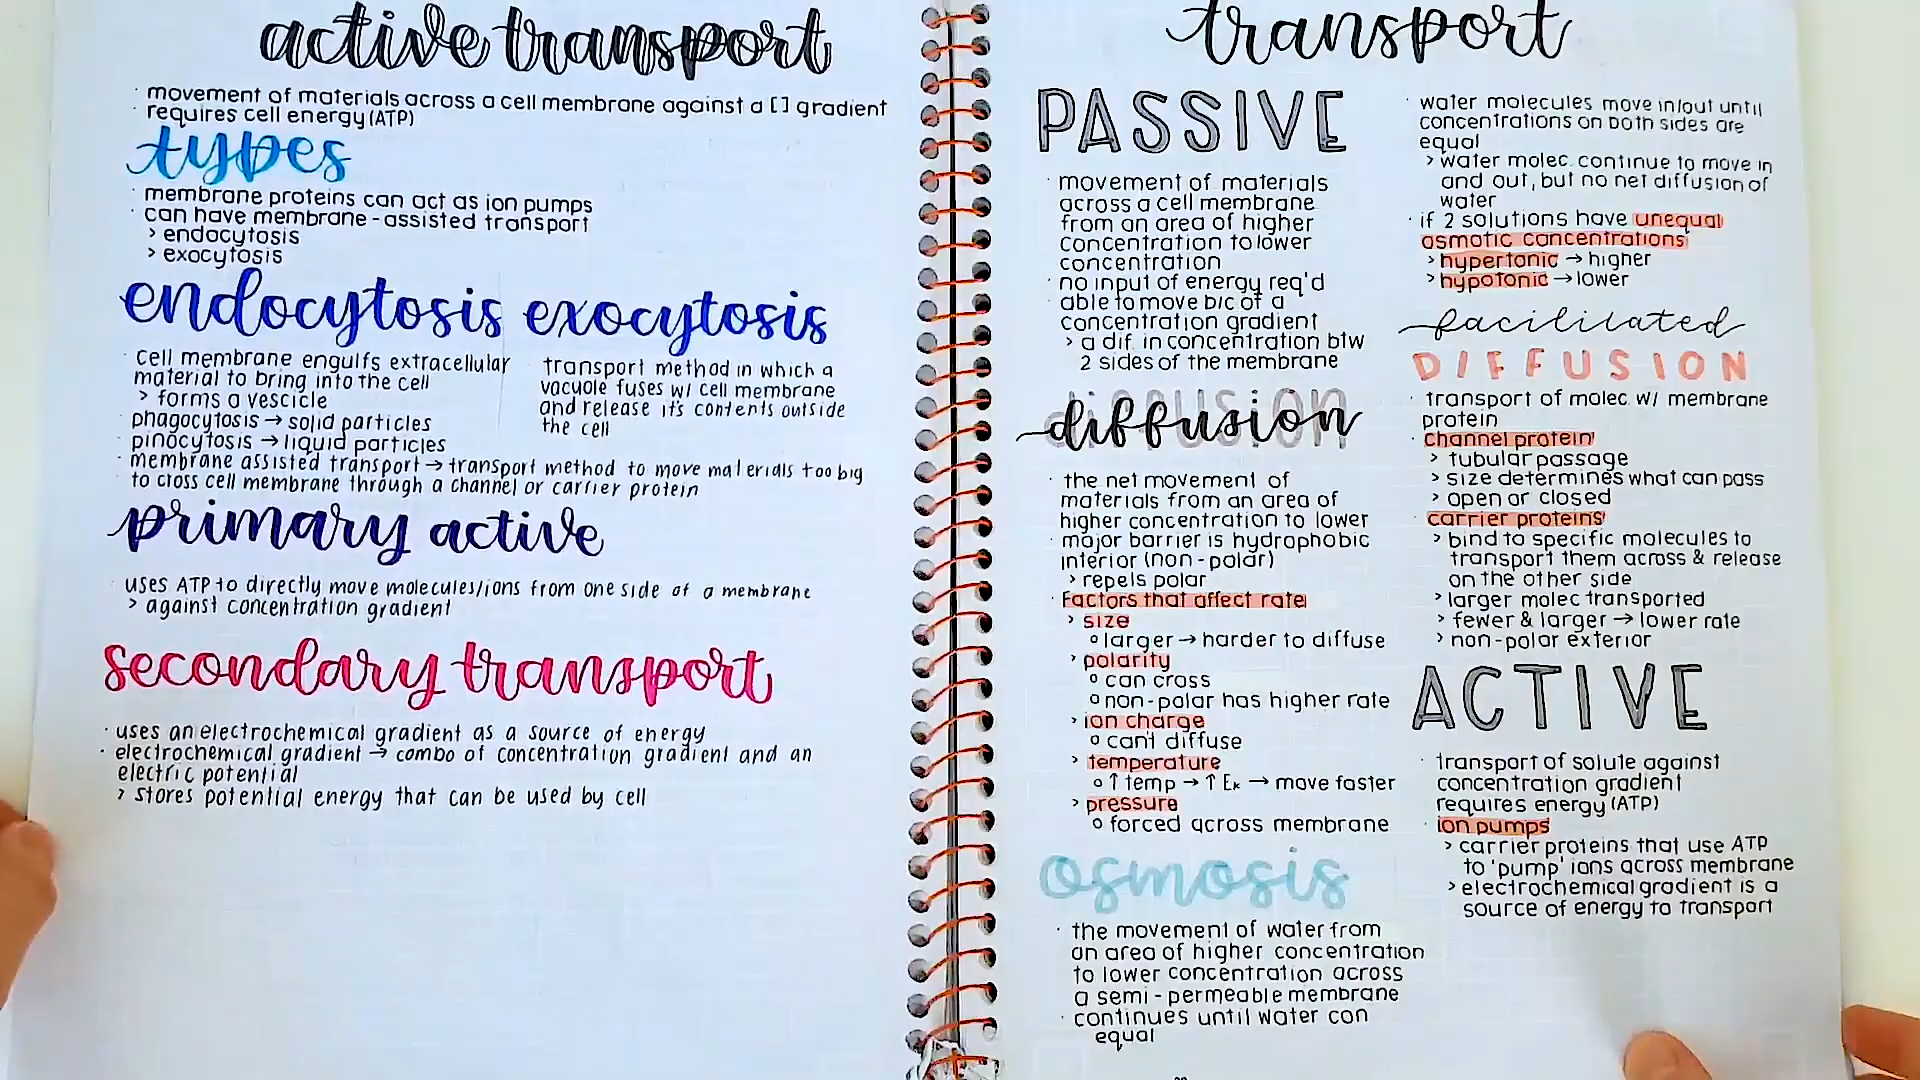 active transport
· movement of materials across a cell membrane against a [] gradient
· requires cell energy (ATP)
types
· membrane proteins can act as ion pumps
· can have membrane-assisted transport
> endocytosis
> exocytosis
endocytosis
· cell membrane engulfs extracellular
material to bring into the cell
> forms a vescicle
· phagocytosis → solid particles
· pinocytosis → liquid particles
· membrane assisted transport → transport method to move materials too big
to cross cell membrane through a channel or carrier protein
exocytosis
· transport method in which a
vacuole fuses w/ cell membrane
and release it's contents outside
the cell
primary active
· uses ATP to directly move molecules/ions from one side of a membrane
> against concentration gradient
secondary transport
· uses an electrochemical gradient as a source of energy
· electrochemical gradient → combo of concentration gradient and an
electric potential
> stores potential energy that can be used by cell
transport
PASSIVE
· movement of materials
across a cell membrane
from an area of higher
concentration to lower
concentration
· no input of energy req'd
· able to move b/c of a
concentration gradient
> a dif. in concentration btw
2 sides of the membrane
diffusion
diffusion
· the net movement of
materials from an area of
higher concentration to lower
· major barrier is hydrophobic
interior (non-polar)
> repels polar
· Factors that affect rate
> size
o larger → harder to diffuse
> polarity
o can cross
o non-polar has higher rate
> ion charge
o can't diffuse
> temperature
o ↑ temp → ↑ Eк → move faster
> pressure
o forced across membrane
osmosis
· the movement of water from
an area of higher concentration
to lower concentration across
a semi-permeable membrane
· continues until water con
equal
· water molecules move in/out until
concentrations on both sides are
equal
> water molec. continue to move in
and out, but no net diffusion of
water
· if 2 solutions have unequal
osmotic concentrations
> hypertonic → higher
> hypotonic → lower
facililated
DIFFUSION
· transport of molec. w/ membrane
protein
· channel protein
> tubular passage
> size determines what can pass
> open or closed
· carrier proteins
> bind to specific molecules to
transport them across & release
on the other side
> larger molec transported
> fewer & larger → lower rate
> non-polar exterior
ACTIVE
· transport of solute against
concentration gradient
· requires energy (ATP)
· ion pumps
> carrier proteins that use ATP
to 'pump' ions across membrane
> electrochemical gradient is a
source of energy to transport